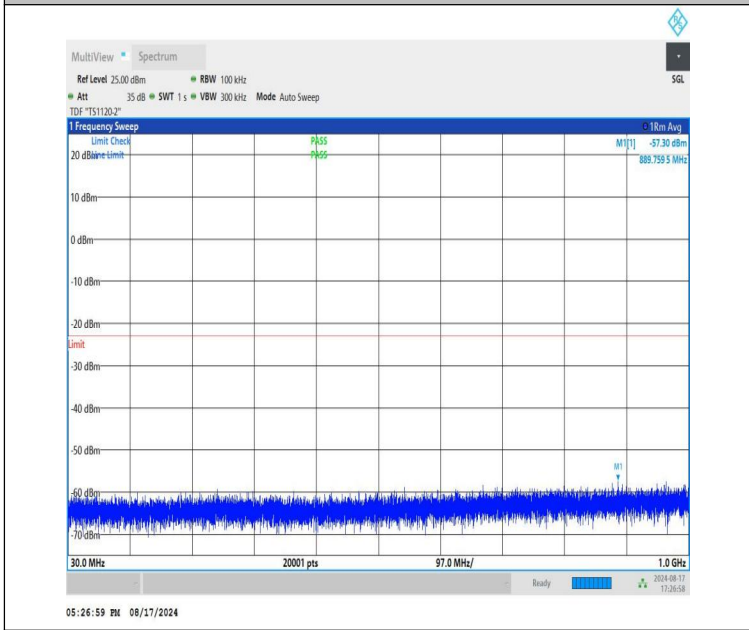 MultiView Spectrum
Ref Level 25.00 dBm RBW 100 kHz SGL
Att 35 dB SWT 1 s VBW 300 kHz Mode Auto Sweep
TDF "TS1120-2"
1 Frequency Sweep 1Rm Avg
Limit Check PASS M1[1] -57.30 dBm
20 dBm Line Limit PASS 889.759 5 MHz
10 dBm
0 dBm
-10 dBm
-20 dBm
Limit
-30 dBm
-40 dBm
-50 dBm
M1
-60 dBm
-70 dBm
30.0 MHz 20001 pts 97.0 MHz/ 1.0 GHz
Ready 2024-08-17
17:26:58
05:26:59 PM 08/17/2024